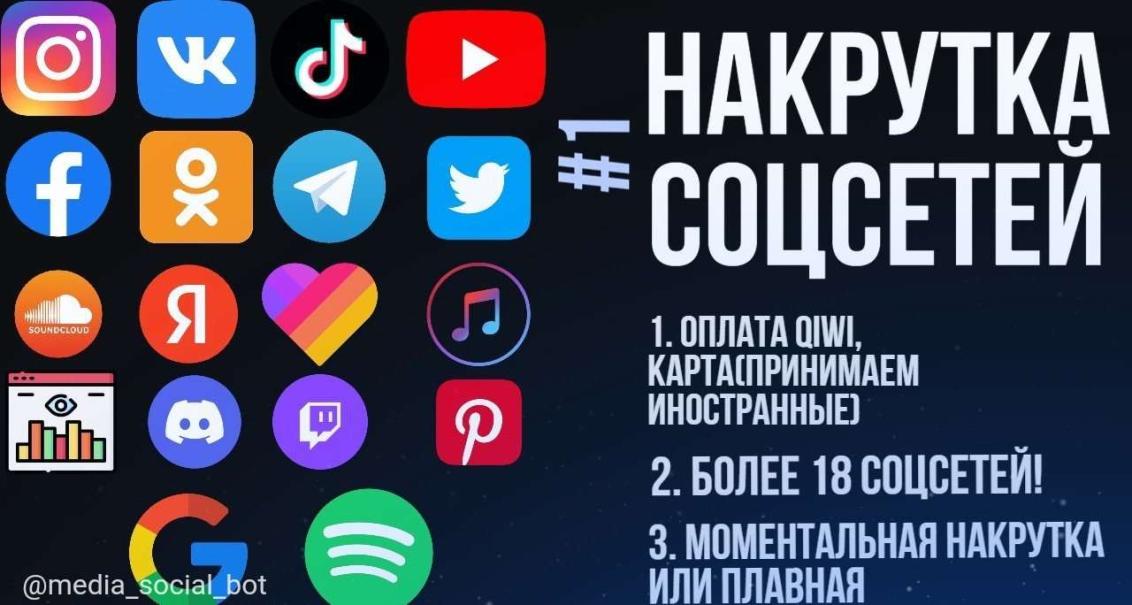 #1
НАКРУТКА
СОЦСЕТЕЙ
1. ОПЛАТА QIWI,
КАРТА(ПРИНИМАЕМ
ИНОСТРАННЫЕ)
2. БОЛЕЕ 18 СОЦСЕТЕЙ!
3. МОМЕНТАЛЬНАЯ НАКРУТКА
ИЛИ ПЛАВНАЯ
SOUNDCLOUD
Я
@media_social_bot